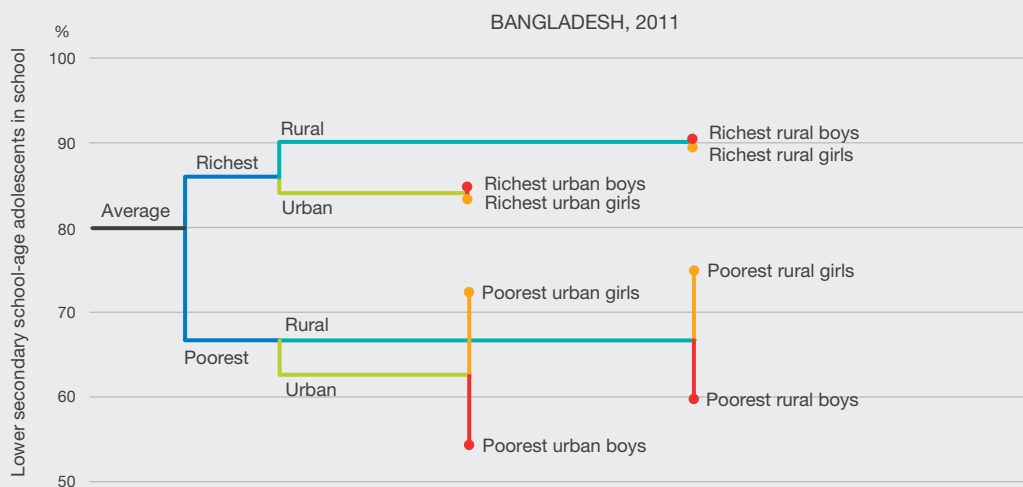 BANGLADESH, 2011
%
Lower secondary school-age adolescents in school
100
90
80
70
60
50
Average
Richest
Rural
Urban
Richest rural boys
Richest rural girls
Richest urban boys
Richest urban girls
Poorest
Rural
Urban
Poorest urban girls
Poorest rural girls
Poorest rural boys
Poorest urban boys